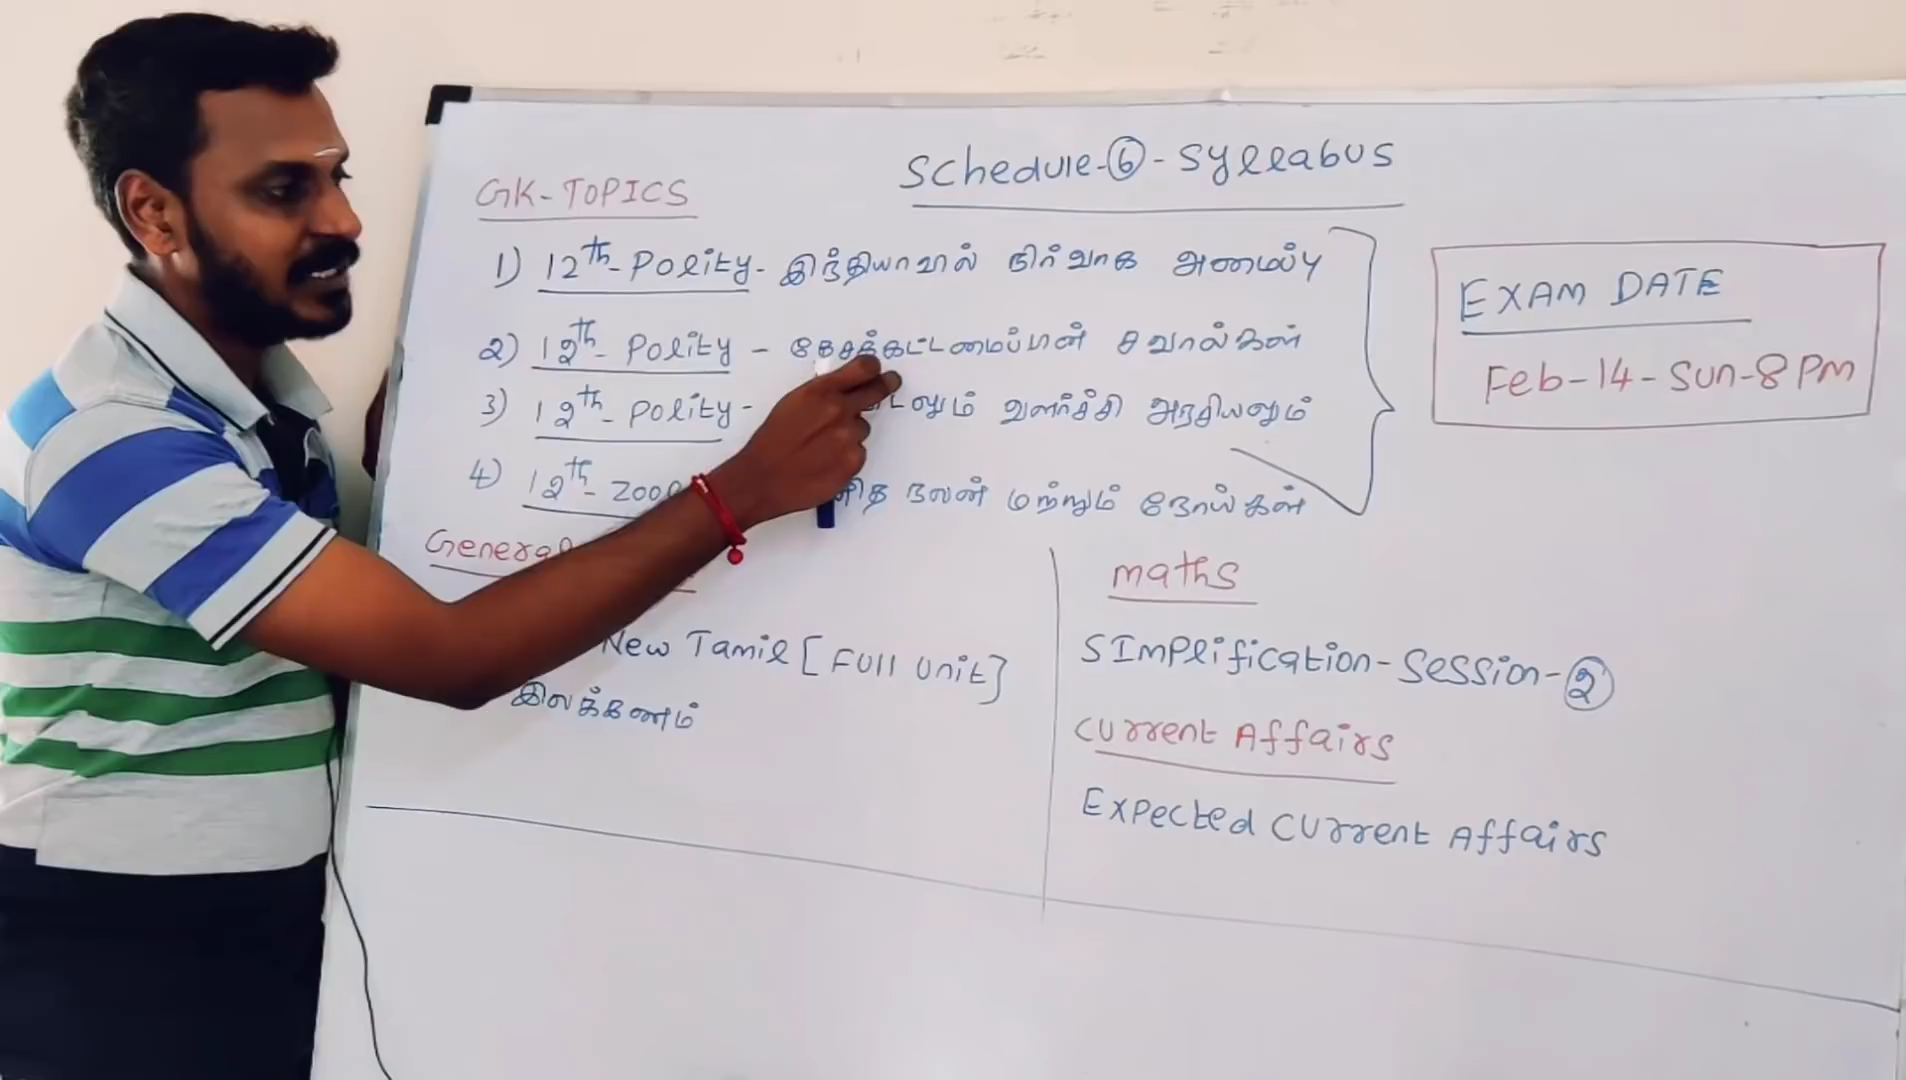 Schedule-6-Syllabus
GK-TOPICS
1) 12th-Polity- இந்தியாவில் நிர்வாக அமைப்பு
2) 12th-Polity - தேசக்கட்டமைப்பின் சவால்கள்
3) 12th-Polity- வளர்ச்சி அரசியலும்
4) 12th- நலன் மற்றும் நோய்கள்
EXAM DATE
Feb-14-Sun-8PM
General
New Tamil [Full Unit]
இலக்கணம்
maths
SImplification-Session-2
Current Affairs
Expected Current Affairs